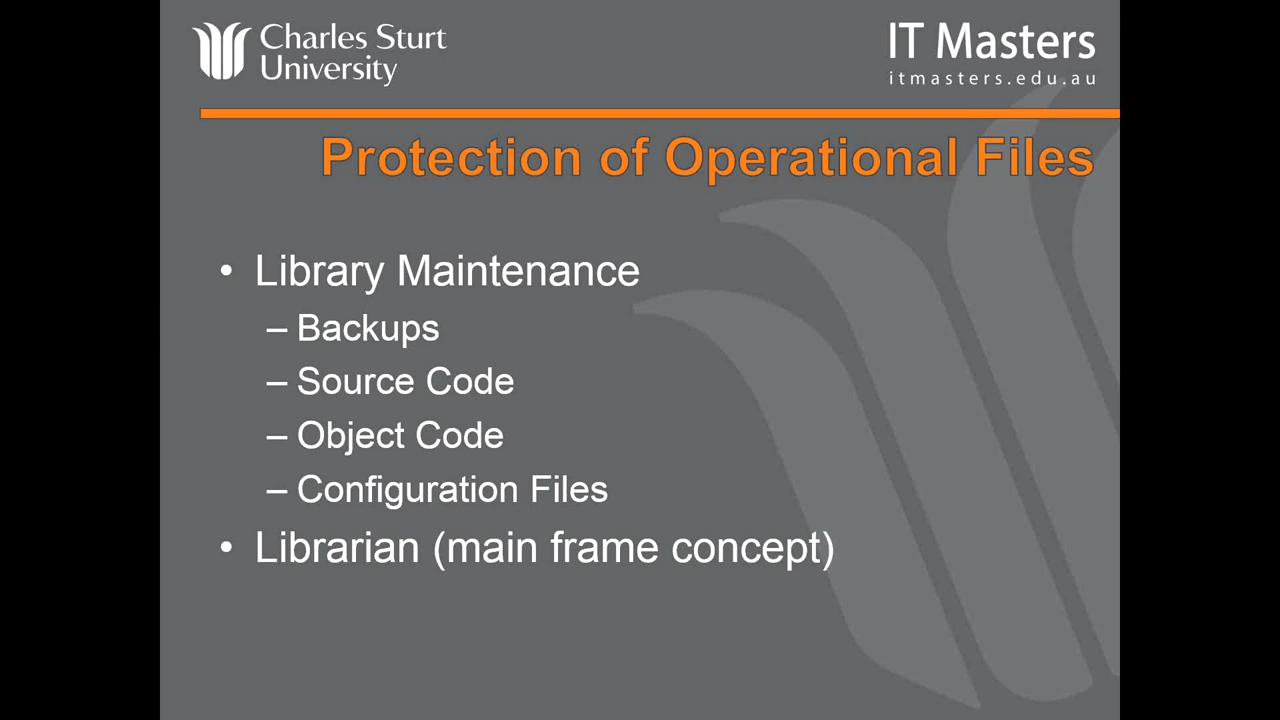 Charles Sturt
University
IT Masters
itmasters.edu.au
Protection of Operational Files
• Library Maintenance
– Backups
– Source Code
– Object Code
– Configuration Files
• Librarian (main frame concept)